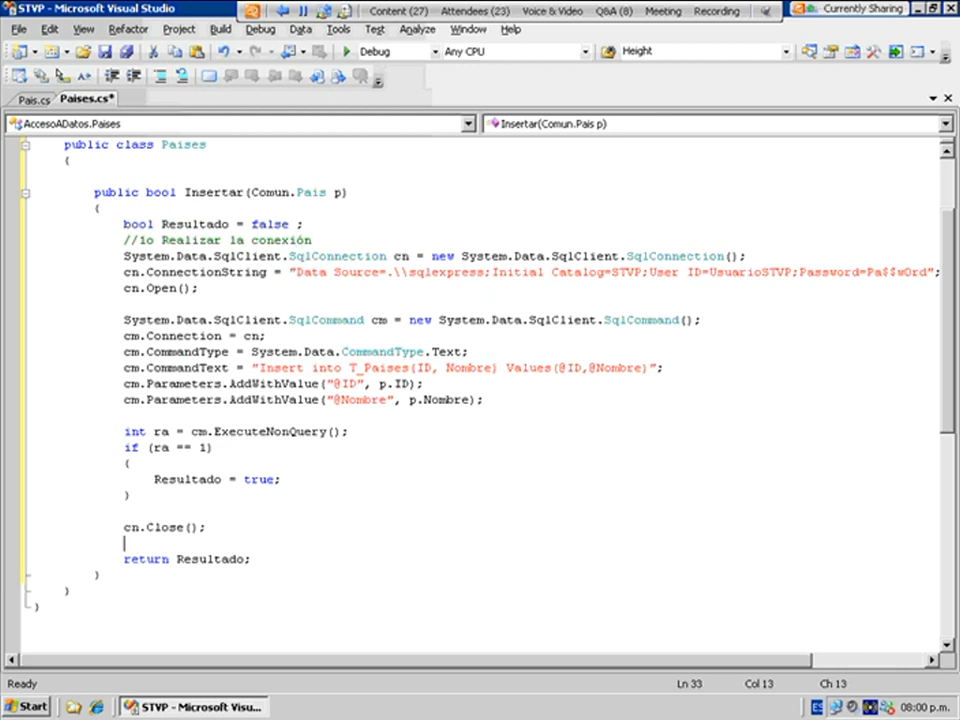 STVP - Microsoft Visual Studio
Content (27) Attendees (23) Voice & Video Q&A (8) Meeting Recording
Currently Sharing
File Edit View Refactor Project Build Debug Data Tools Test Analyze Window Help
Debug Any CPU Height
Pais.cs Paises.cs*
AccesoADatos.Paises Insertar(Comun.Pais p)
public class Paises
{
public bool Insertar(Comun.Pais p)
{
bool Resultado = false ;
//1o Realizar la conexión
System.Data.SqlClient.SqlConnection cn = new System.Data.SqlClient.SqlConnection();
cn.ConnectionString = "Data Source=.\\sqlexpress;Initial Catalog=STVP;User ID=UsuarioSTVP;Password=Pa$$w0rd";
cn.Open();
System.Data.SqlClient.SqlCommand cm = new System.Data.SqlClient.SqlCommand();
cm.Connection = cn;
cm.CommandType = System.Data.CommandType.Text;
cm.CommandText = "Insert into T_Paises(ID, Nombre) Values(@ID,@Nombre)";
cm.Parameters.AddWithValue("@ID", p.ID);
cm.Parameters.AddWithValue("@Nombre", p.Nombre);
int ra = cm.ExecuteNonQuery();
if (ra == 1)
{
Resultado = true;
}
cn.Close();
return Resultado;
}
}
}
Ready Ln 33 Col 13 Ch 13
Start STVP - Microsoft Visu... ES 08:00 p.m.